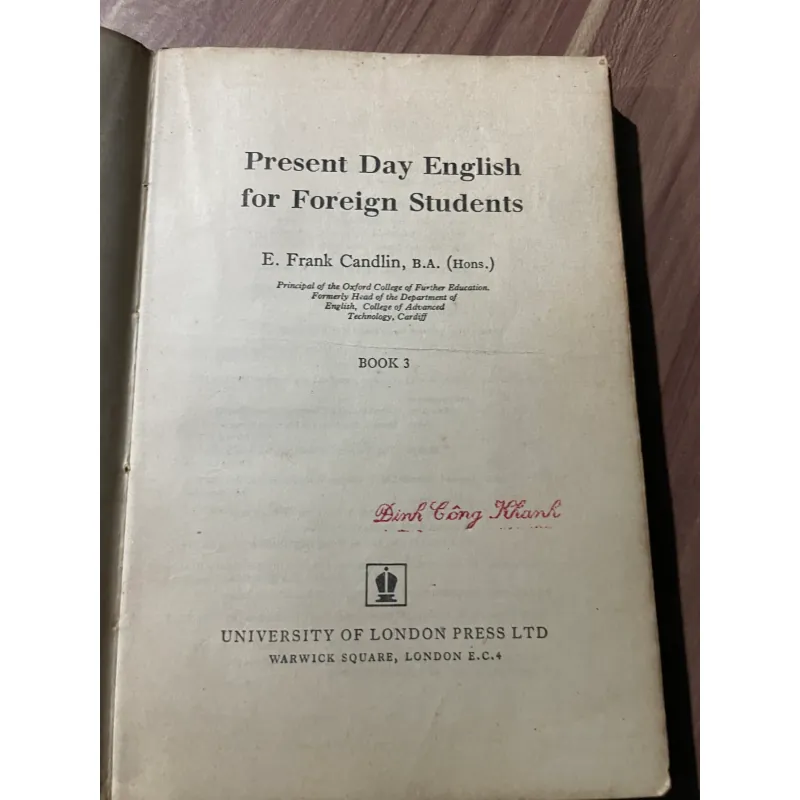 Present Day English
for Foreign Students
E. Frank Candlin, B.A. (Hons.)
Principal of the Oxford College of Further Education.
Formerly Head of the Department of
English, College of Advanced
Technology, Cardiff
BOOK 3
Đinh Công Khanh
UNIVERSITY OF LONDON PRESS LTD
WARWICK SQUARE, LONDON E.C.4